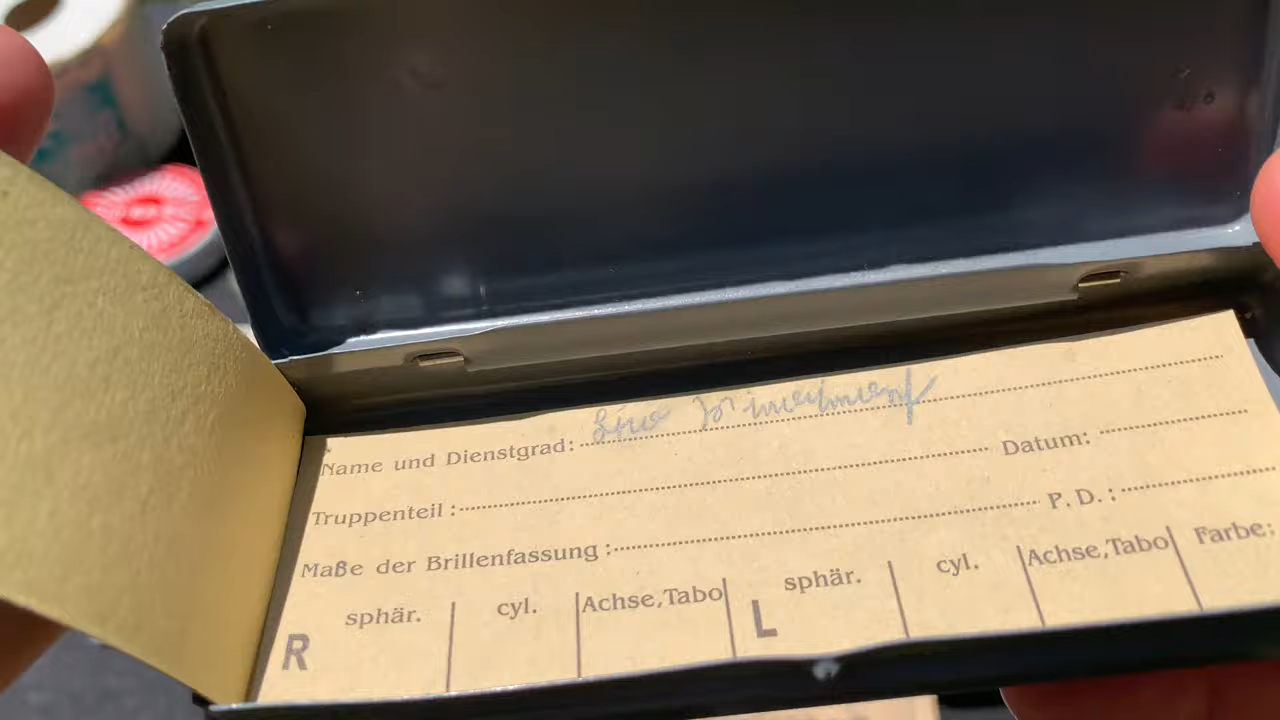 Name und Dienstgrad:
Truppenteil: Datum:
Maße der Brillenfassung: P.D.:
R sphär. cyl. Achse,Tabo L sphär. cyl. Achse,Tabo Farbe: